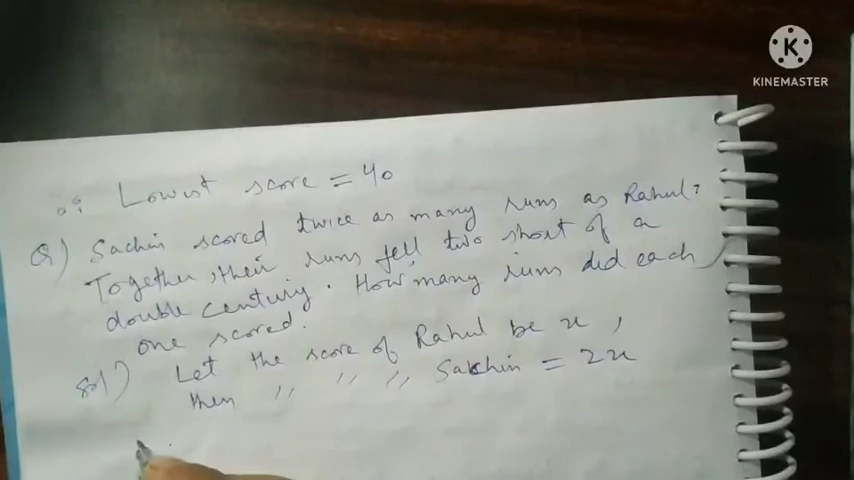 K
KINEMASTER
∴ Lowest score = 40
Q) Sachin scored twice as many runs as Rahul.
Together, their runs fell two short of a
double century. How many runs did each
one scored.
Sol) Let the score of Rahul be x,
then " " " Sachin = 2x